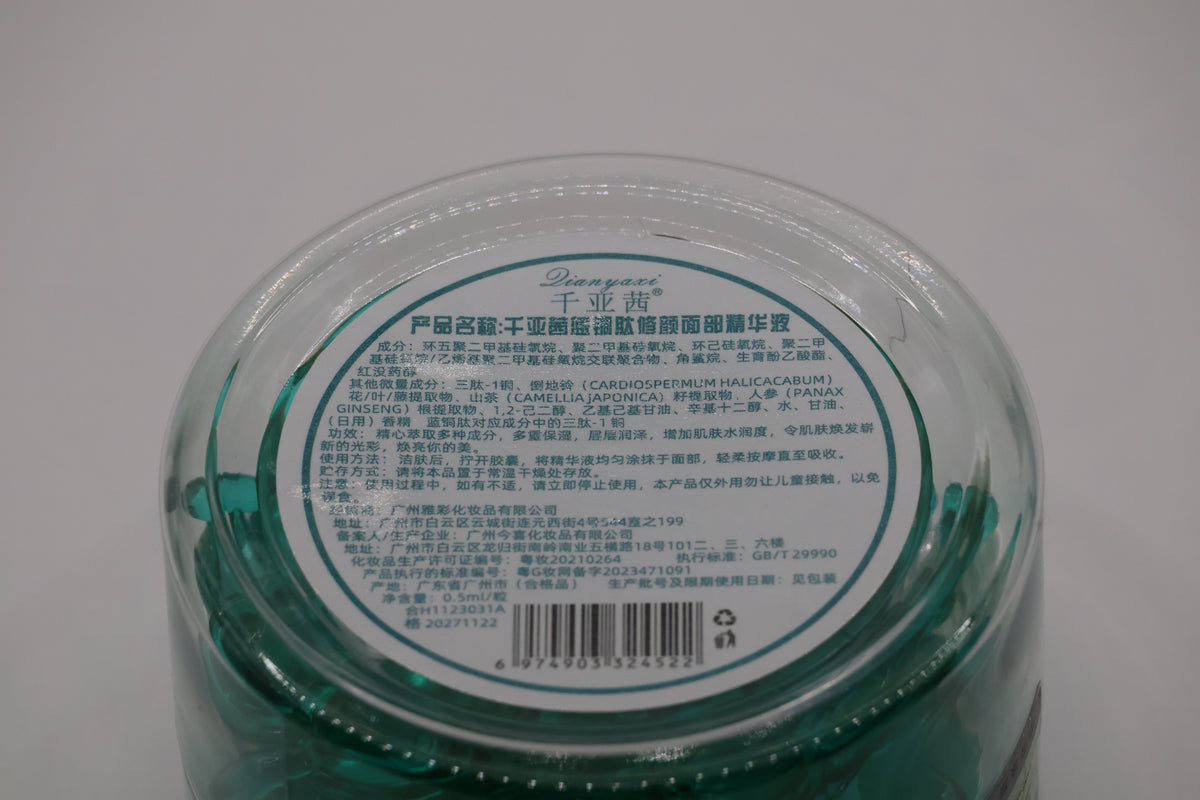 Qianyaxi
千亚茜®
产品名称:千亚茜蓝铜肽修颜面部精华液
成分：环五聚二甲基硅氧烷、聚二甲基硅氧烷、环己硅氧烷、聚二甲
基硅氧烷/乙烯基聚二甲基硅氧烷交联聚合物、角鲨烷、生育酚乙酸酯、
红没药醇
其他微量成分：三肽-1铜、倒地铃（CARDIOSPERMUM HALICACABUM）
花/叶/藤提取物、山茶（CAMELLIA JAPONICA）籽提取物、人参（PANAX
GINSENG）根提取物、1,2-己二醇、乙基己基甘油、辛基十二醇、水、甘油、
（日用）香精 蓝铜肽对应成分中的三肽-1铜
功效：精心萃取多种成分，多重保湿，层层润泽，增加肌肤水润度，令肌肤焕发崭
新的光彩，焕亮你的美。
使用方法：洁肤后，拧开胶囊，将精华液均匀涂抹于面部，轻柔按摩直至吸收。
贮存方式：请将本品置于常温干燥处存放。
注意：使用过程中，如有不适，请立即停止使用，本产品仅外用勿让儿童接触，以免
误食。
经销商：广州雅彩化妆品有限公司
地址：广州市白云区云城街连元西街4号544室之199
备案人/生产企业：广州今喜化妆品有限公司
地址：广州市白云区龙归街南岭南业五横路18号101二、三、六楼
化妆品生产许可证编号：粤妆20210264 执行标准：GB/T 29990
产品执行的标准编号：粤G妆网备字2023471091
产地：广东省广州市（合格品） 生产批号及限期使用日期：见包装
净含量：0.5ml/粒
合H1123031A
格 20271122
6 974903 324522